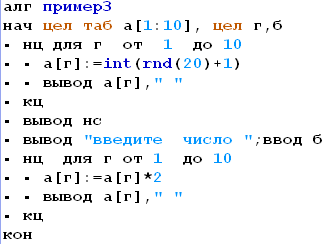 алг пример3
нач цел таб а[1:10], цел г,б
▪ нц для г от 1 до 10
▪ ▪ а[г]:=int(rnd(20)+1)
▪ ▪ вывод а[г]," "
▪ кц
▪ вывод нс
▪ вывод "введите число ";ввод б
▪ нц для г от 1 до 10
▪ ▪ а[г]:=а[г]*2
▪ ▪ вывод а[г]," "
▪ кц
кон